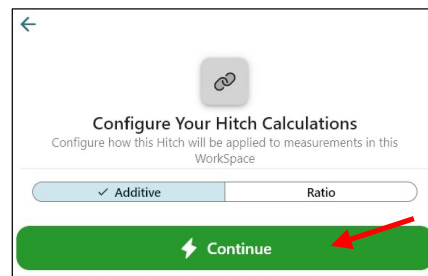 Configure Your Hitch Calculations
Configure how this Hitch will be applied to measurements in this
WorkSpace
✓ Additive Ratio
Continue